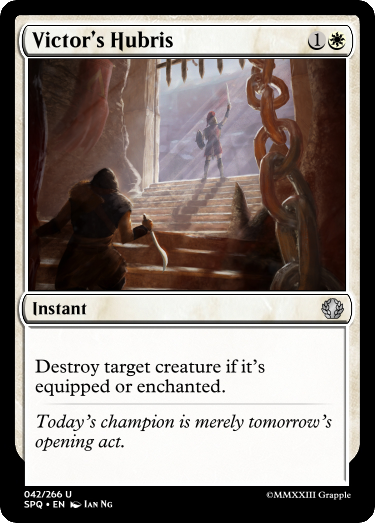 Victor's Hubris 1
Instant
Destroy target creature if it's
equipped or enchanted.
Today's champion is merely tomorrow's
opening act.
042/266 U
SPQ • EN Ian Ng
©MMXXIII Grapple